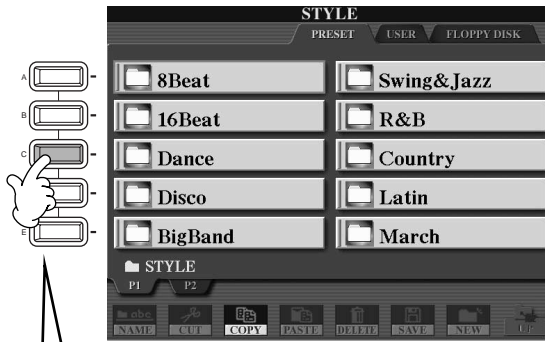 STYLE
PRESET USER FLOPPY DISK
A 8Beat Swing&Jazz
B 16Beat R&B
C Dance Country
Disco Latin
E BigBand March
STYLE
P1 P2
abc
NAME CUT COPY PASTE DELETE SAVE NEW UP